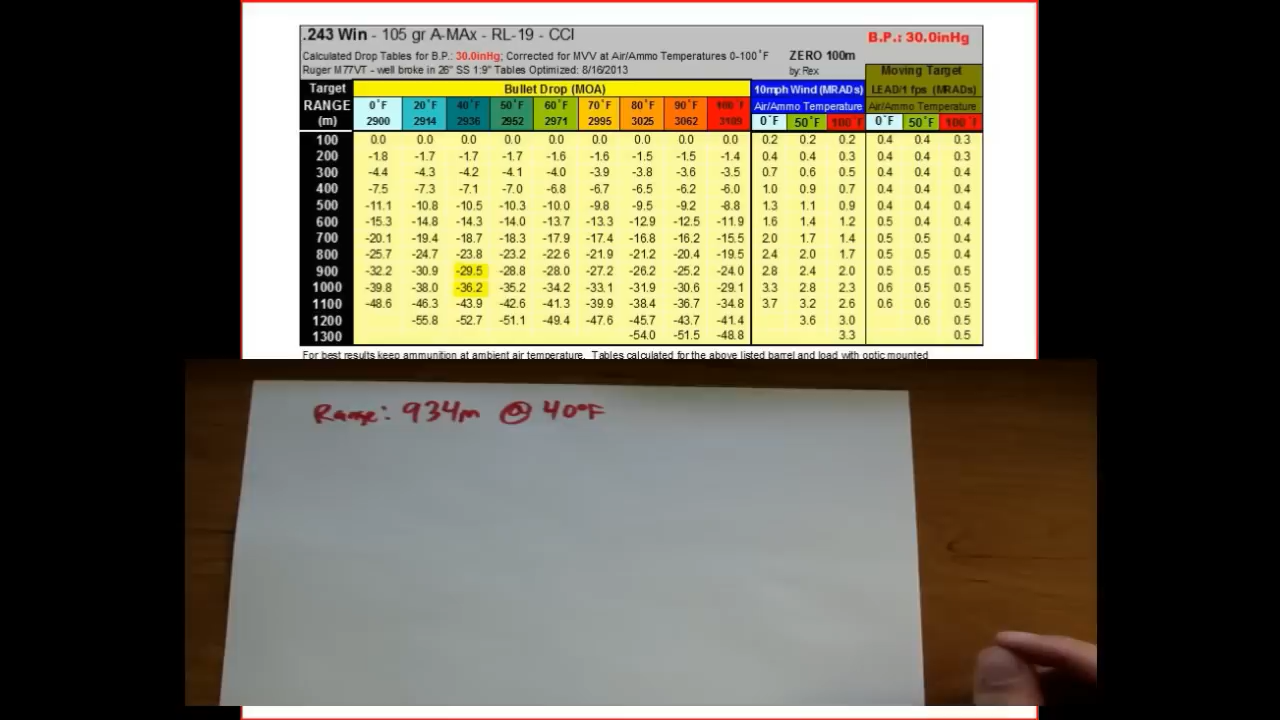 .243 Win - 105 gr A-MAx - RL-19 - CCI B.P.: 30.0inHg
Calculated Drop Tables for B.P.: 30.0inHg; Corrected for MVV at Air/Ammo Temperatures 0-100°F ZERO 100m
Ruger M77VT - well broke in 26" SS 1:9" Tables Optimized: 8/16/2013 by: Rex Moving Target
Target Bullet Drop (MOA) 10mph Wind (MRADs) LEAD/1 fps (MRADs)
RANGE 0°F 20°F 40°F 50°F 60°F 70°F 80°F 90°F 100°F Air/Ammo Temperature Air/Ammo Temperature
(m) 2900 2914 2936 2952 2971 2995 3025 3062 3109 0°F 50°F 100°F 0°F 50°F 100°F
100 0.0 0.0 0.0 0.0 0.0 0.0 0.0 0.0 0.0 0.2 0.2 0.2 0.4 0.4 0.3
200 -1.8 -1.7 -1.7 -1.7 -1.6 -1.6 -1.5 -1.5 -1.4 0.4 0.4 0.3 0.4 0.4 0.3
300 -4.4 -4.3 -4.2 -4.1 -4.0 -3.9 -3.8 -3.6 -3.5 0.7 0.6 0.5 0.4 0.4 0.4
400 -7.5 -7.3 -7.1 -7.0 -6.8 -6.7 -6.5 -6.2 -6.0 1.0 0.9 0.7 0.4 0.4 0.4
500 -11.1 -10.8 -10.5 -10.3 -10.0 -9.8 -9.5 -9.2 -8.8 1.3 1.1 0.9 0.5 0.4 0.4
600 -15.3 -14.8 -14.3 -14.0 -13.7 -13.3 -12.9 -12.5 -11.9 1.6 1.4 1.2 0.5 0.4 0.4
700 -20.1 -19.4 -18.7 -18.3 -17.9 -17.4 -16.8 -16.2 -15.5 2.0 1.7 1.4 0.5 0.5 0.4
800 -25.7 -24.7 -23.8 -23.2 -22.6 -21.9 -21.2 -20.4 -19.5 2.4 2.0 1.7 0.5 0.5 0.4
900 -32.2 -30.9 -29.5 -28.8 -28.0 -27.2 -26.2 -25.2 -24.0 2.8 2.4 2.0 0.5 0.5 0.5
1000 -39.8 -38.0 -36.2 -35.2 -34.2 -33.1 -31.9 -30.6 -29.1 3.3 2.8 2.3 0.6 0.5 0.5
1100 -48.6 -46.3 -43.9 -42.6 -41.3 -39.9 -38.4 -36.7 -34.8 3.7 3.2 2.6 0.6 0.6 0.5
1200 -55.8 -52.7 -51.1 -49.4 -47.6 -45.7 -43.7 -41.4 3.6 3.0 0.6 0.5
1300 -54.0 -51.5 -48.8 3.3 0.5
For best results keep ammunition at ambient air temperature. Tables calculated for the above listed barrel and load with optic mounted
Range: 934m @ 40°F